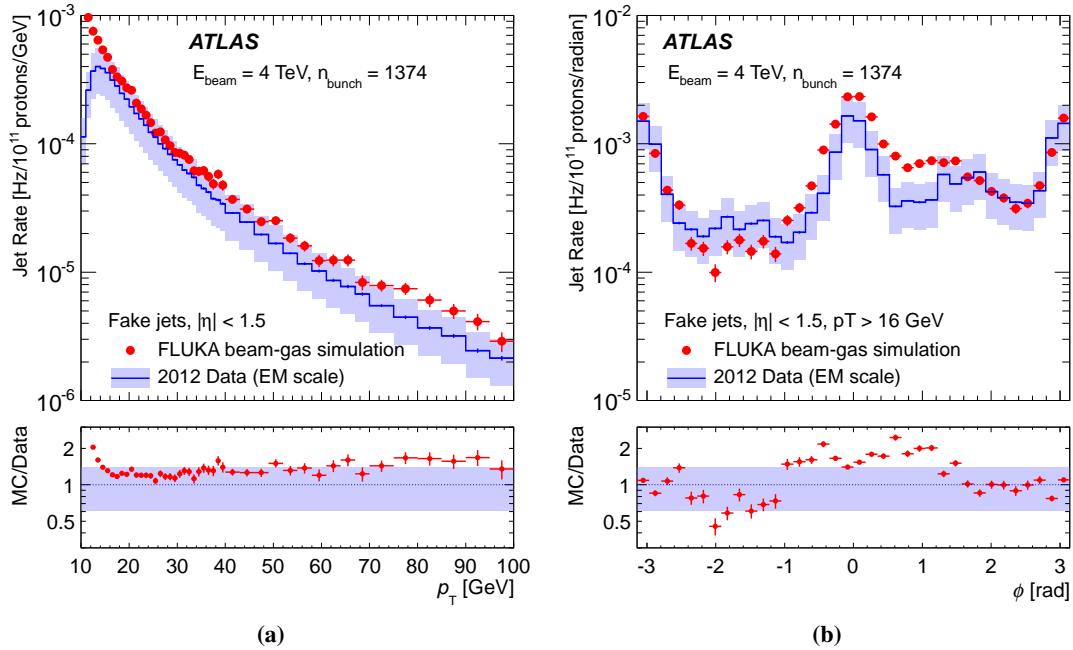 Jet Rate [Hz/10^11 protons/GeV]
10^-3
10^-4
10^-5
10^-6
ATLAS
E_beam = 4 TeV, n_bunch = 1374
Fake jets, |η| < 1.5
FLUKA beam-gas simulation
2012 Data (EM scale)
MC/Data
2
1
0.5
10 20 30 40 50 60 70 80 90 100
p_T [GeV]
(a)
Jet Rate [Hz/10^11 protons/radian]
10^-2
10^-3
10^-4
10^-5
ATLAS
E_beam = 4 TeV, n_bunch = 1374
Fake jets, |η| < 1.5, pT > 16 GeV
FLUKA beam-gas simulation
2012 Data (EM scale)
MC/Data
2
1
0.5
-3 -2 -1 0 1 2 3
ϕ [rad]
(b)